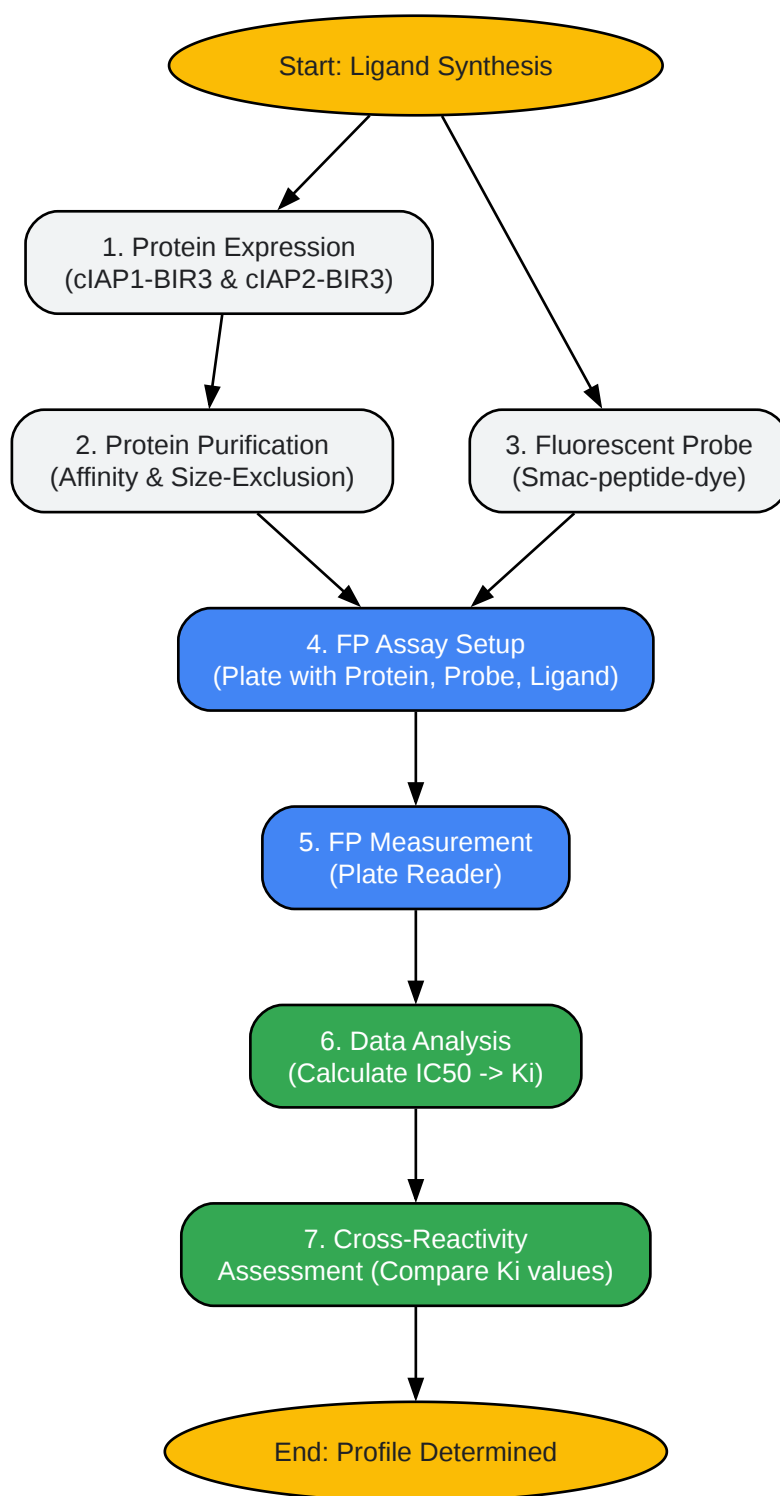 Start: Ligand Synthesis
1. Protein Expression
(cIAP1-BIR3 & cIAP2-BIR3)
2. Protein Purification
(Affinity & Size-Exclusion)
3. Fluorescent Probe
(Smac-peptide-dye)
4. FP Assay Setup
(Plate with Protein, Probe, Ligand)
5. FP Measurement
(Plate Reader)
6. Data Analysis
(Calculate IC50 -> Ki)
7. Cross-Reactivity
Assessment (Compare Ki values)
End: Profile Determined